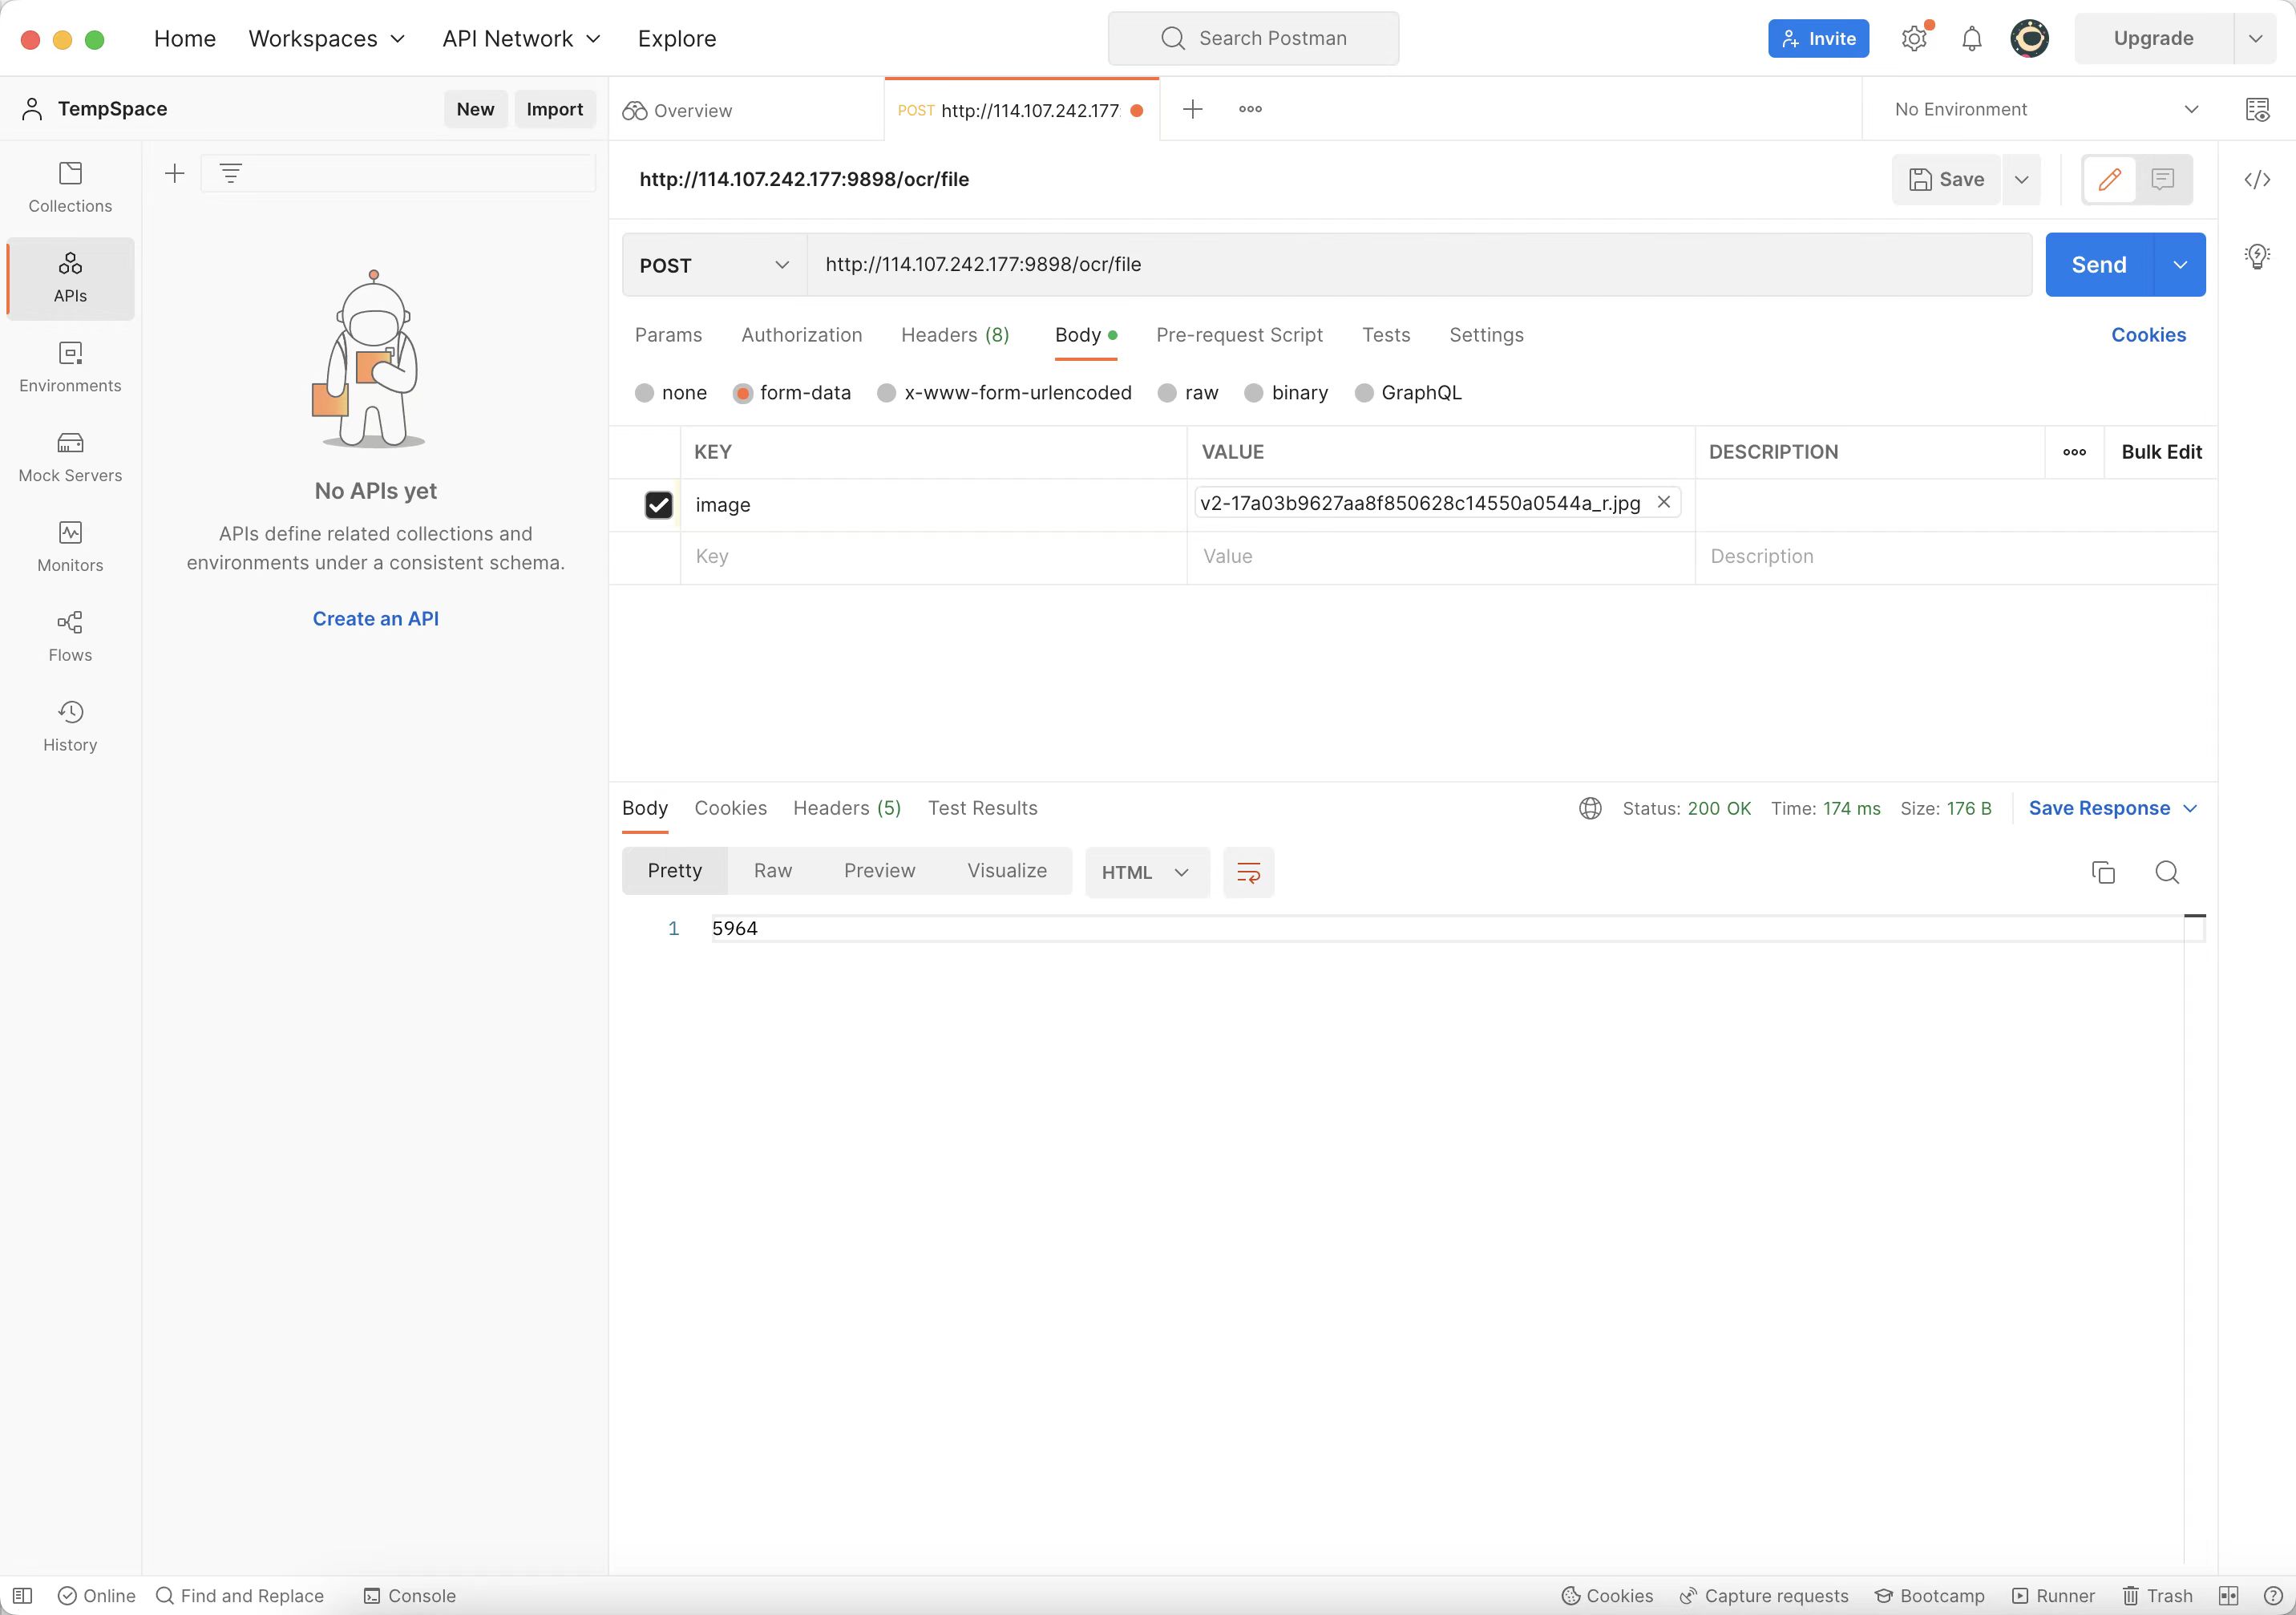 Home Workspaces API Network Explore Search Postman Invite Upgrade
TempSpace New Import Overview POST http://114.107.242.177: No Environment
Collections
APIs
Environments
Mock Servers
Monitors
Flows
History
No APIs yet
APIs define related collections and
environments under a consistent schema.
Create an API
http://114.107.242.177:9898/ocr/file Save
POST http://114.107.242.177:9898/ocr/file Send
Params Authorization Headers (8) Body Pre-request Script Tests Settings Cookies
none form-data x-www-form-urlencoded raw binary GraphQL
KEY VALUE DESCRIPTION Bulk Edit
image v2-17a03b9627aa8f850628c14550a0544a_r.jpg
Key Value Description
Body Cookies Headers (5) Test Results Status: 200 OK Time: 174 ms Size: 176 B Save Response
Pretty Raw Preview Visualize HTML
1 5964
Online Find and Replace Console Cookies Capture requests Bootcamp Runner Trash